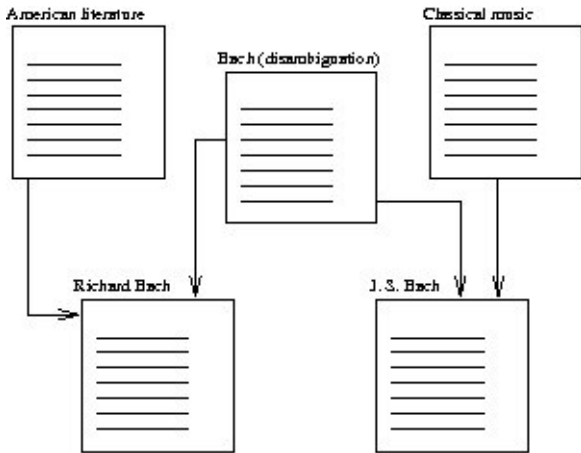 American literature
Classical music
Bach (disambiguation)
Richard Bach
J. S. Bach